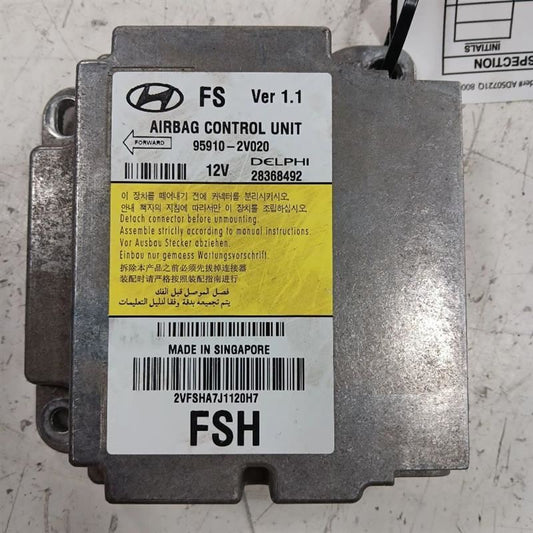 INITIALS
SPECTION
der# AD50721Q 800
FS Ver 1.1
AIRBAG CONTROL UNIT
FORWARD 95910-2V020
12V DELPHI
28368492
이 장치를 떼어내기 전에 커넥터를 분리시키시오.
안내 책자의 지침에 따라서만 이 장치를 조립하십시오.
Detach connector before unmounting.
Assemble strictly according to manual instructions.
Vor Ausbau Stecker abziehen.
Einbau nur gemaess Wartungsvorschrift.
拆除本产品之前必须先拔掉连接器
装配时请严格按照装配指南进行
فصل الموصل قبل الفك
يتم تجميعه بدقة وفقا لدليل التعليمات
MADE IN SINGAPORE
2VFSHA7J1120H7
FSH